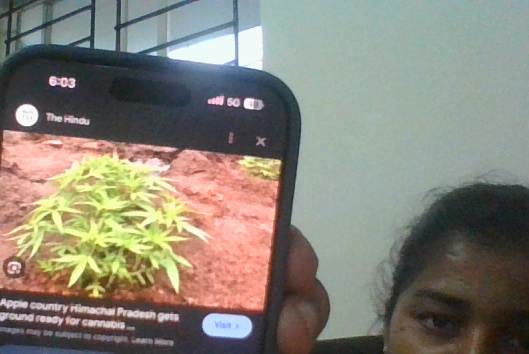 6:03
5G
The Hindu
Apple country Himachal Pradesh gets
ground ready for cannabis ...
Visit >
Images may be subject to copyright. Learn More